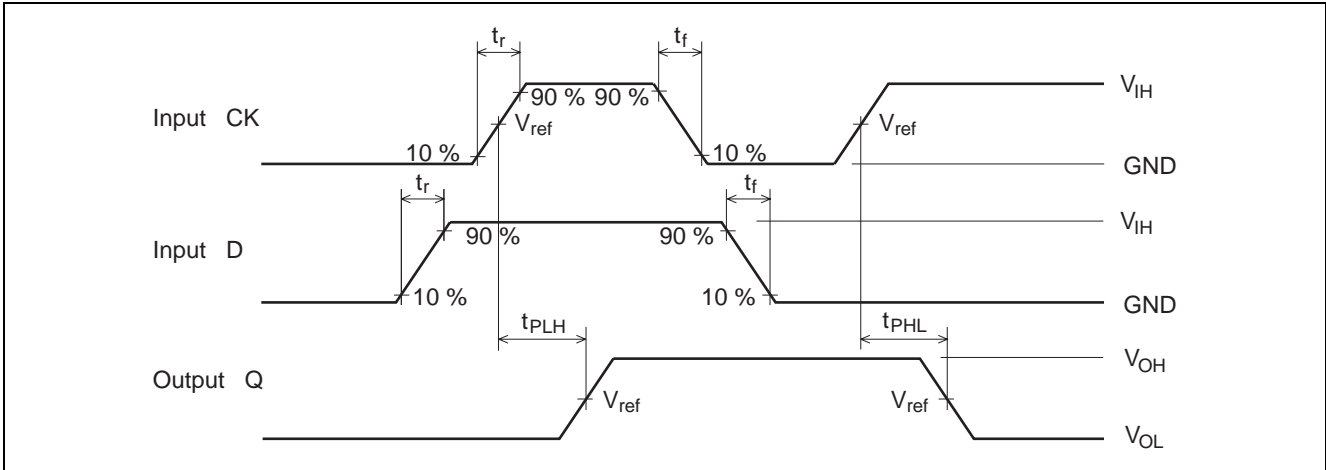 tr tf
90 % 90 % VIH
Input CK Vref Vref
10 % 10 % GND
tr tf
VIH
90 % 90 %
Input D
10 % 10 % GND
tPLH tPHL
VOH
Output Q
Vref Vref
VOL